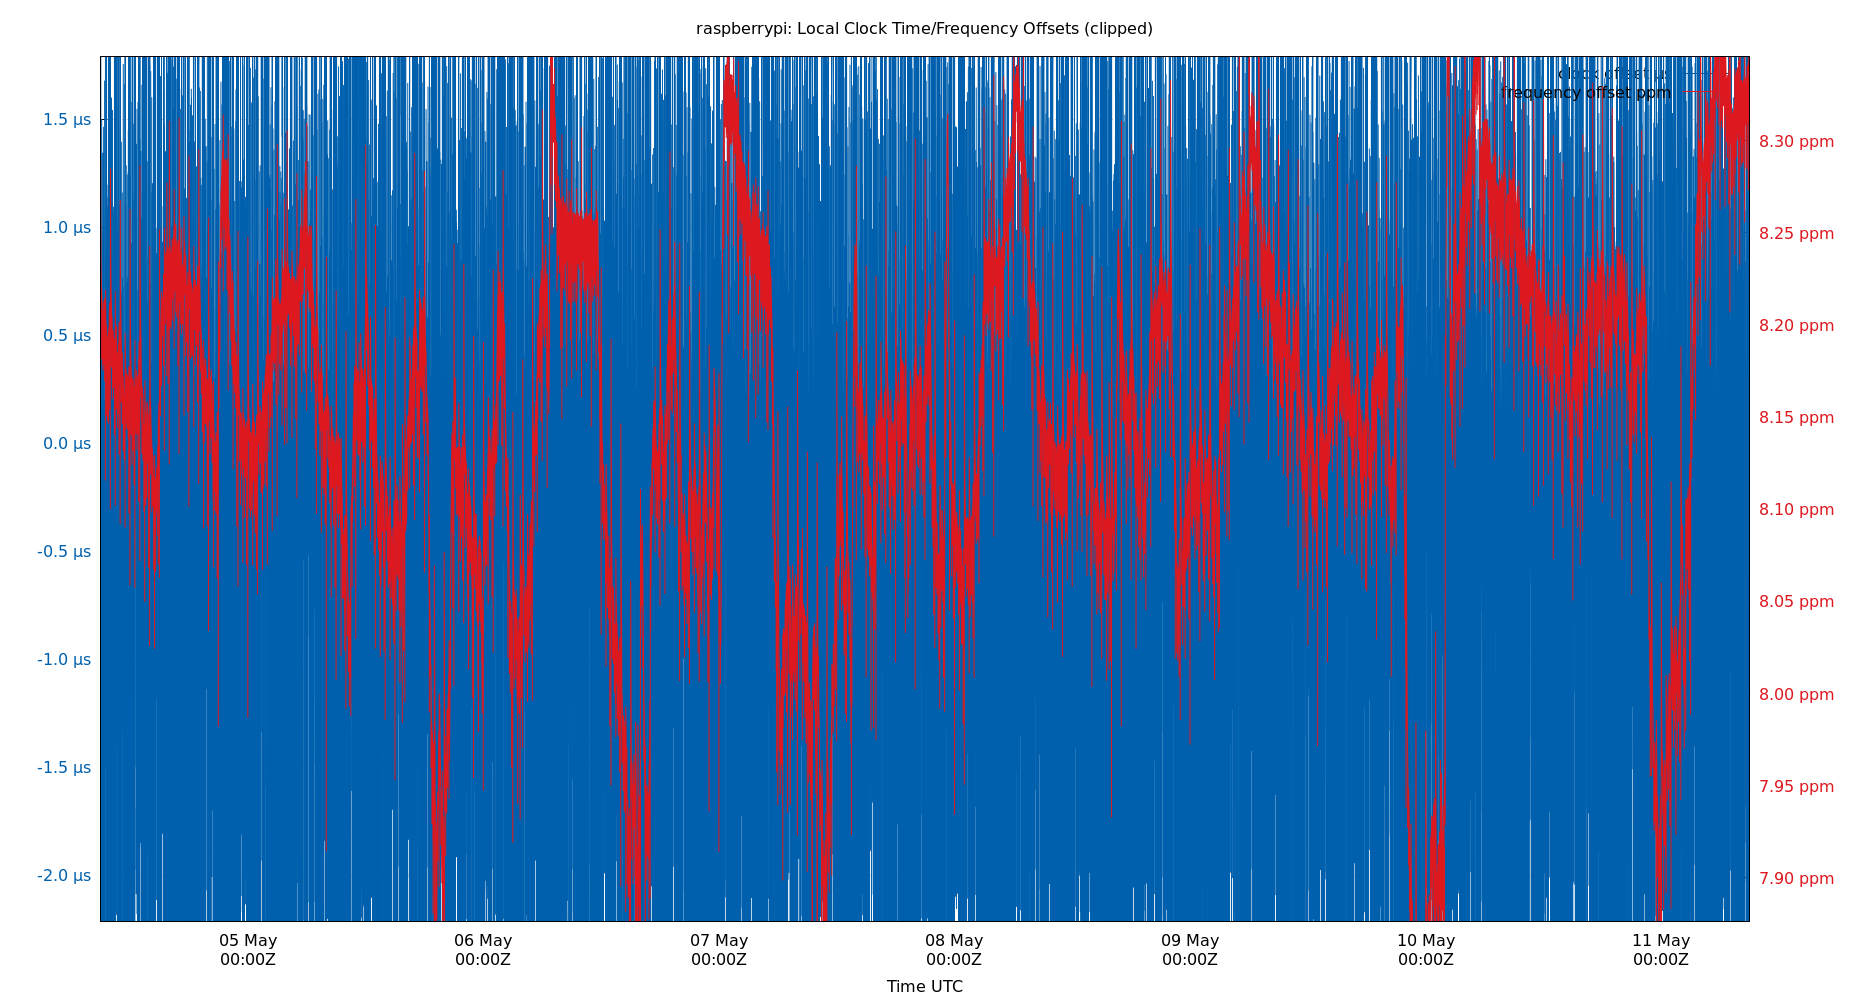 raspberrypi: Local Clock Time/Frequency Offsets (clipped)
clock offset µs
frequency offset ppm
1.5 µs
1.0 µs
0.5 µs
0.0 µs
-0.5 µs
-1.0 µs
-1.5 µs
-2.0 µs
8.30 ppm
8.25 ppm
8.20 ppm
8.15 ppm
8.10 ppm
8.05 ppm
8.00 ppm
7.95 ppm
7.90 ppm
05 May
00:00Z
06 May
00:00Z
07 May
00:00Z
08 May
00:00Z
09 May
00:00Z
10 May
00:00Z
11 May
00:00Z
Time UTC